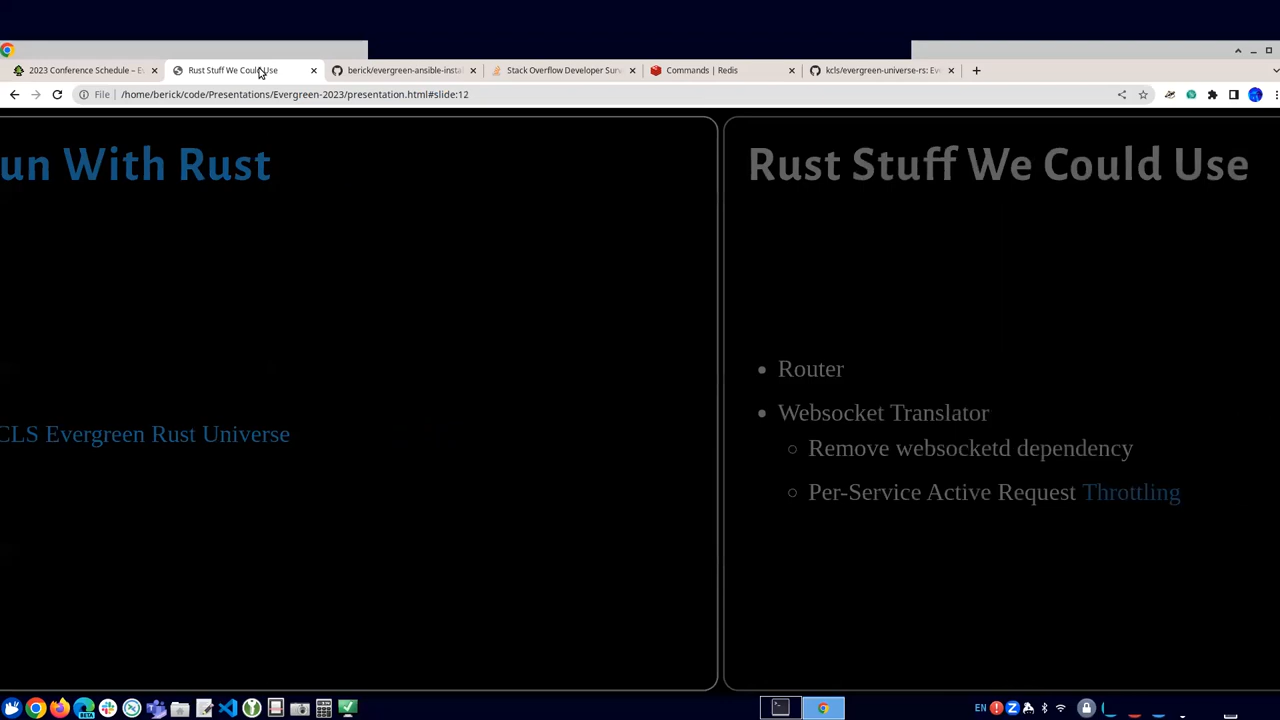 2023 Conference Schedule – Ev
Rust Stuff We Could Use
berick/evergreen-ansible-instal
Stack Overflow Developer Surv
Commands | Redis
kcls/evergreen-universe-rs: Eve
File
/home/berick/code/Presentations/Evergreen-2023/presentation.html#slide:12
un With Rust
CLS Evergreen Rust Universe
Rust Stuff We Could Use
Router
Websocket Translator
Remove websocketd dependency
Per-Service Active Request Throttling
BETA
EN